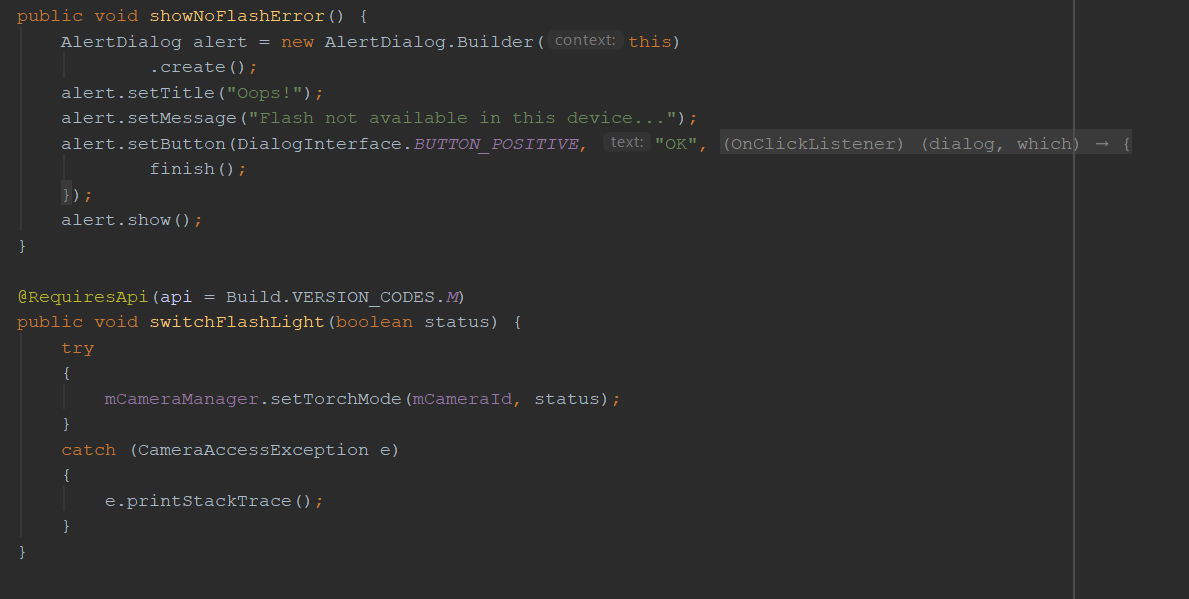 public void showNoFlashError() {
    AlertDialog alert = new AlertDialog.Builder( context: this)
            .create();
    alert.setTitle("Oops!");
    alert.setMessage("Flash not available in this device...");
    alert.setButton(DialogInterface.BUTTON_POSITIVE, text: "OK", (OnClickListener) (dialog, which) → {
            finish();
    });
    alert.show();
}

@RequiresApi(api = Build.VERSION_CODES.M)
public void switchFlashLight(boolean status) {
    try
    {
        mCameraManager.setTorchMode(mCameraId, status);
    }
    catch (CameraAccessException e)
    {
        e.printStackTrace();
    }
}